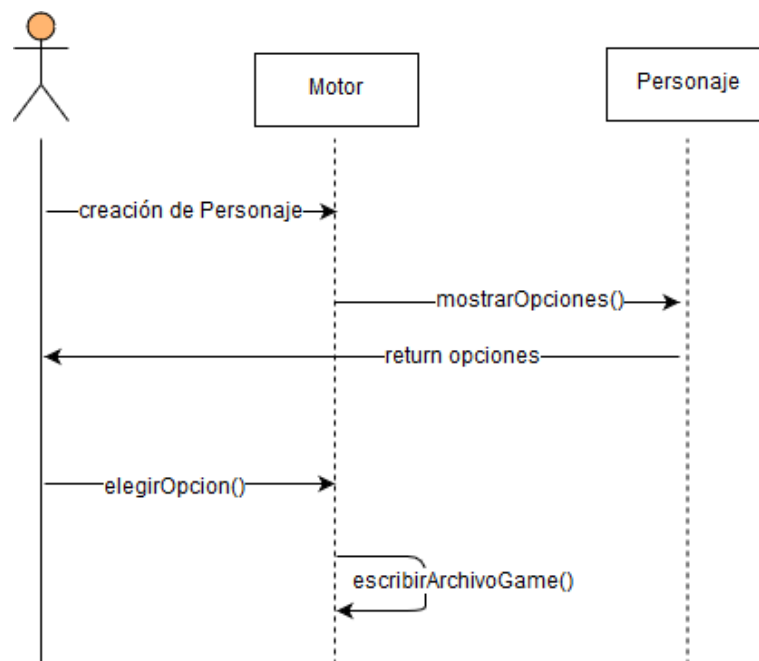 Motor
Personaje
creación de Personaje
mostrarOpciones()
return opciones
elegirOpcion()
escribirArchivoGame()